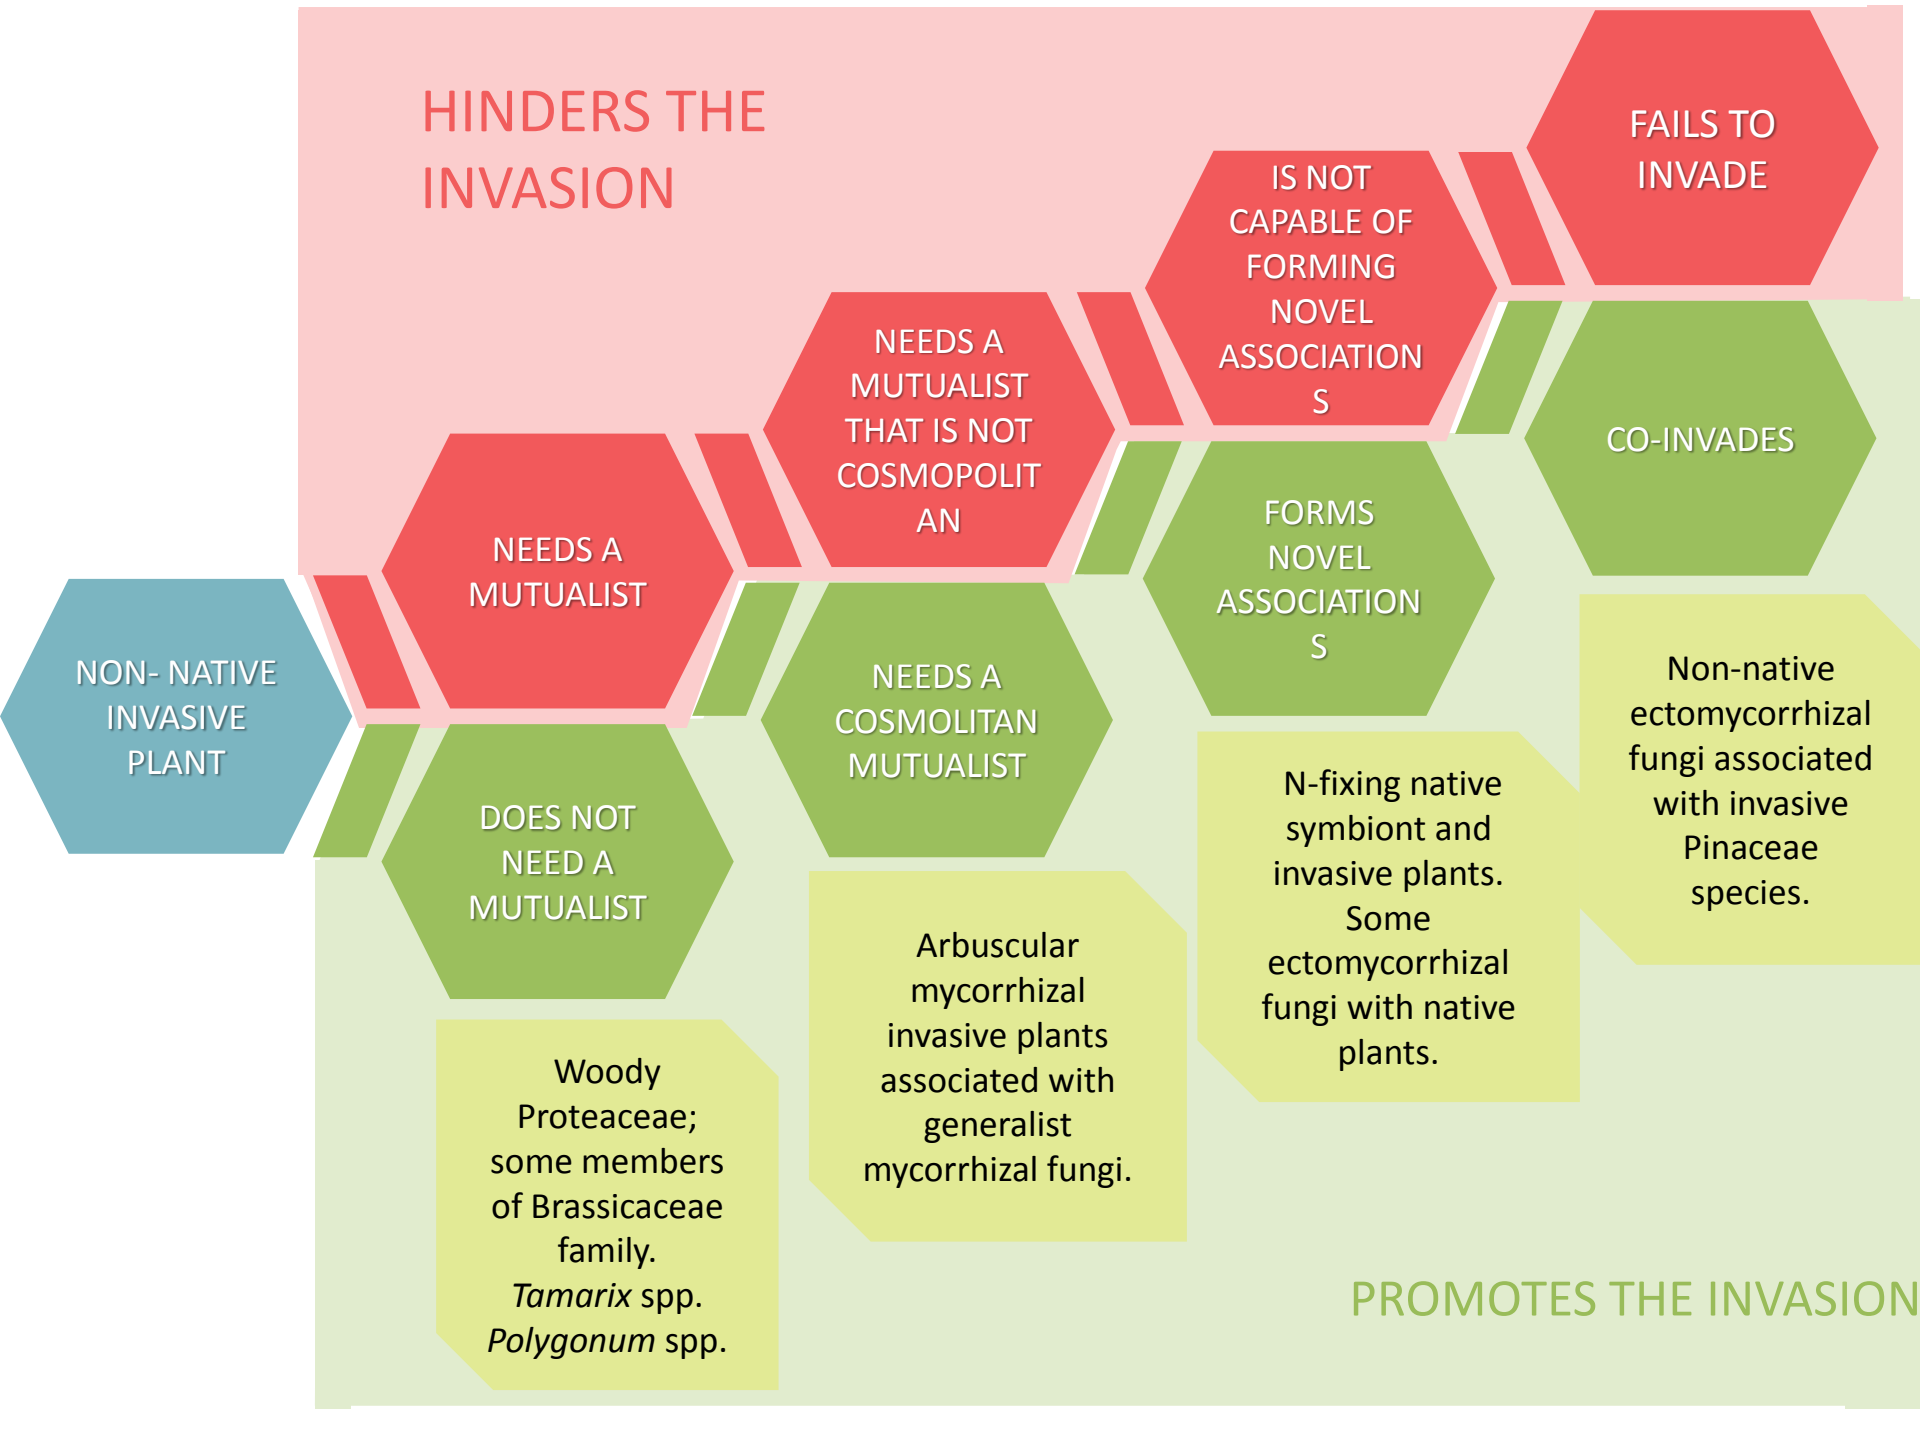 HINDERS THE
INVASION
FAILS TO
INVADE
IS NOT
CAPABLE OF
FORMING
NOVEL
ASSOCIATION
S
NEEDS A
MUTUALIST
THAT IS NOT
COSMOPOLIT
AN
NEEDS A
MUTUALIST
NON- NATIVE
INVASIVE
PLANT
DOES NOT
NEED A
MUTUALIST
NEEDS A
COSMOLITAN
MUTUALIST
FORMS
NOVEL
ASSOCIATION
S
CO-INVADES
Woody
Proteaceae;
some members
of Brassicaceae
family.
Tamarix spp.
Polygonum spp.
Arbuscular
mycorrhizal
invasive plants
associated with
generalist
mycorrhizal fungi.
N-fixing native
symbiont and
invasive plants.
Some
ectomycorrhizal
fungi with native
plants.
Non-native
ectomycorrhizal
fungi associated
with invasive
Pinaceae
species.
PROMOTES THE INVASION